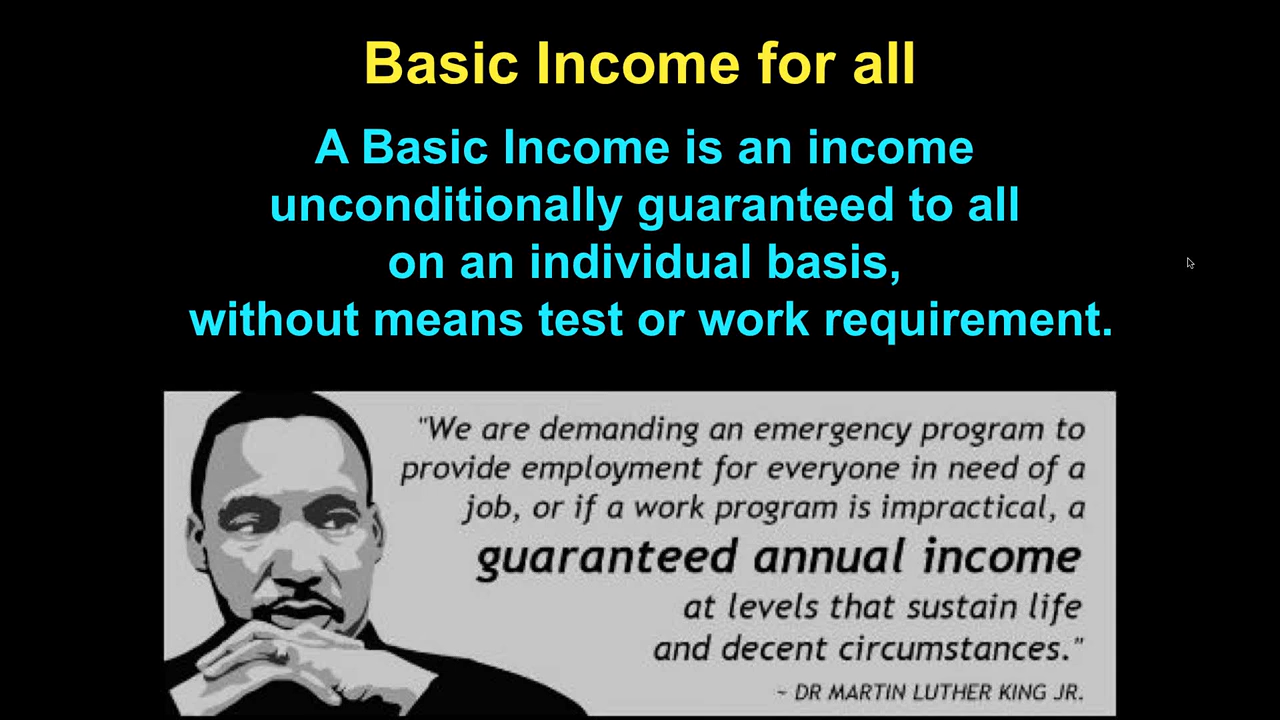 Basic Income for all
A Basic Income is an income
unconditionally guaranteed to all
on an individual basis,
without means test or work requirement.
"We are demanding an emergency program to
provide employment for everyone in need of a
job, or if a work program is impractical, a
guaranteed annual income
at levels that sustain life
and decent circumstances."
~ DR MARTIN LUTHER KING JR.